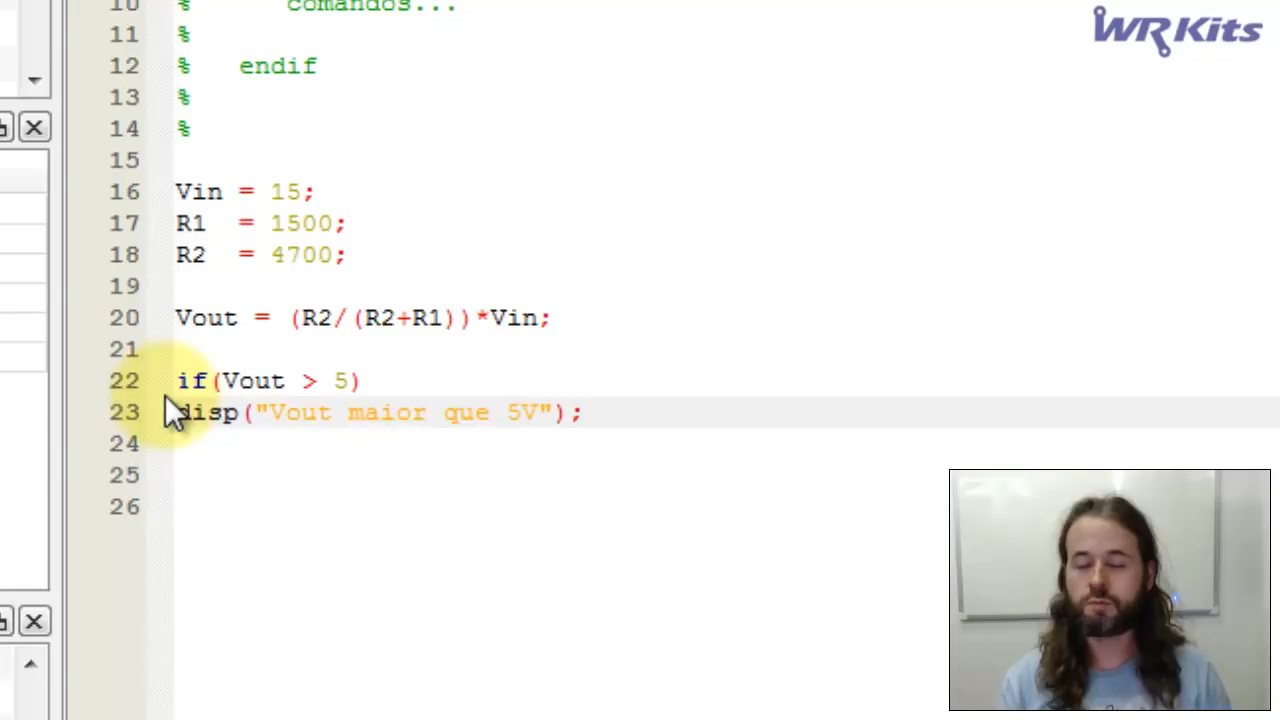 WR Kits
10 % comandos...
11 %
12 % endif
13 %
14 %
15
16 Vin = 15;
17 R1 = 1500;
18 R2 = 4700;
19
20 Vout = (R2/(R2+R1))*Vin;
21
22 if(Vout > 5)
23 disp("Vout maior que 5V");
24
25
26